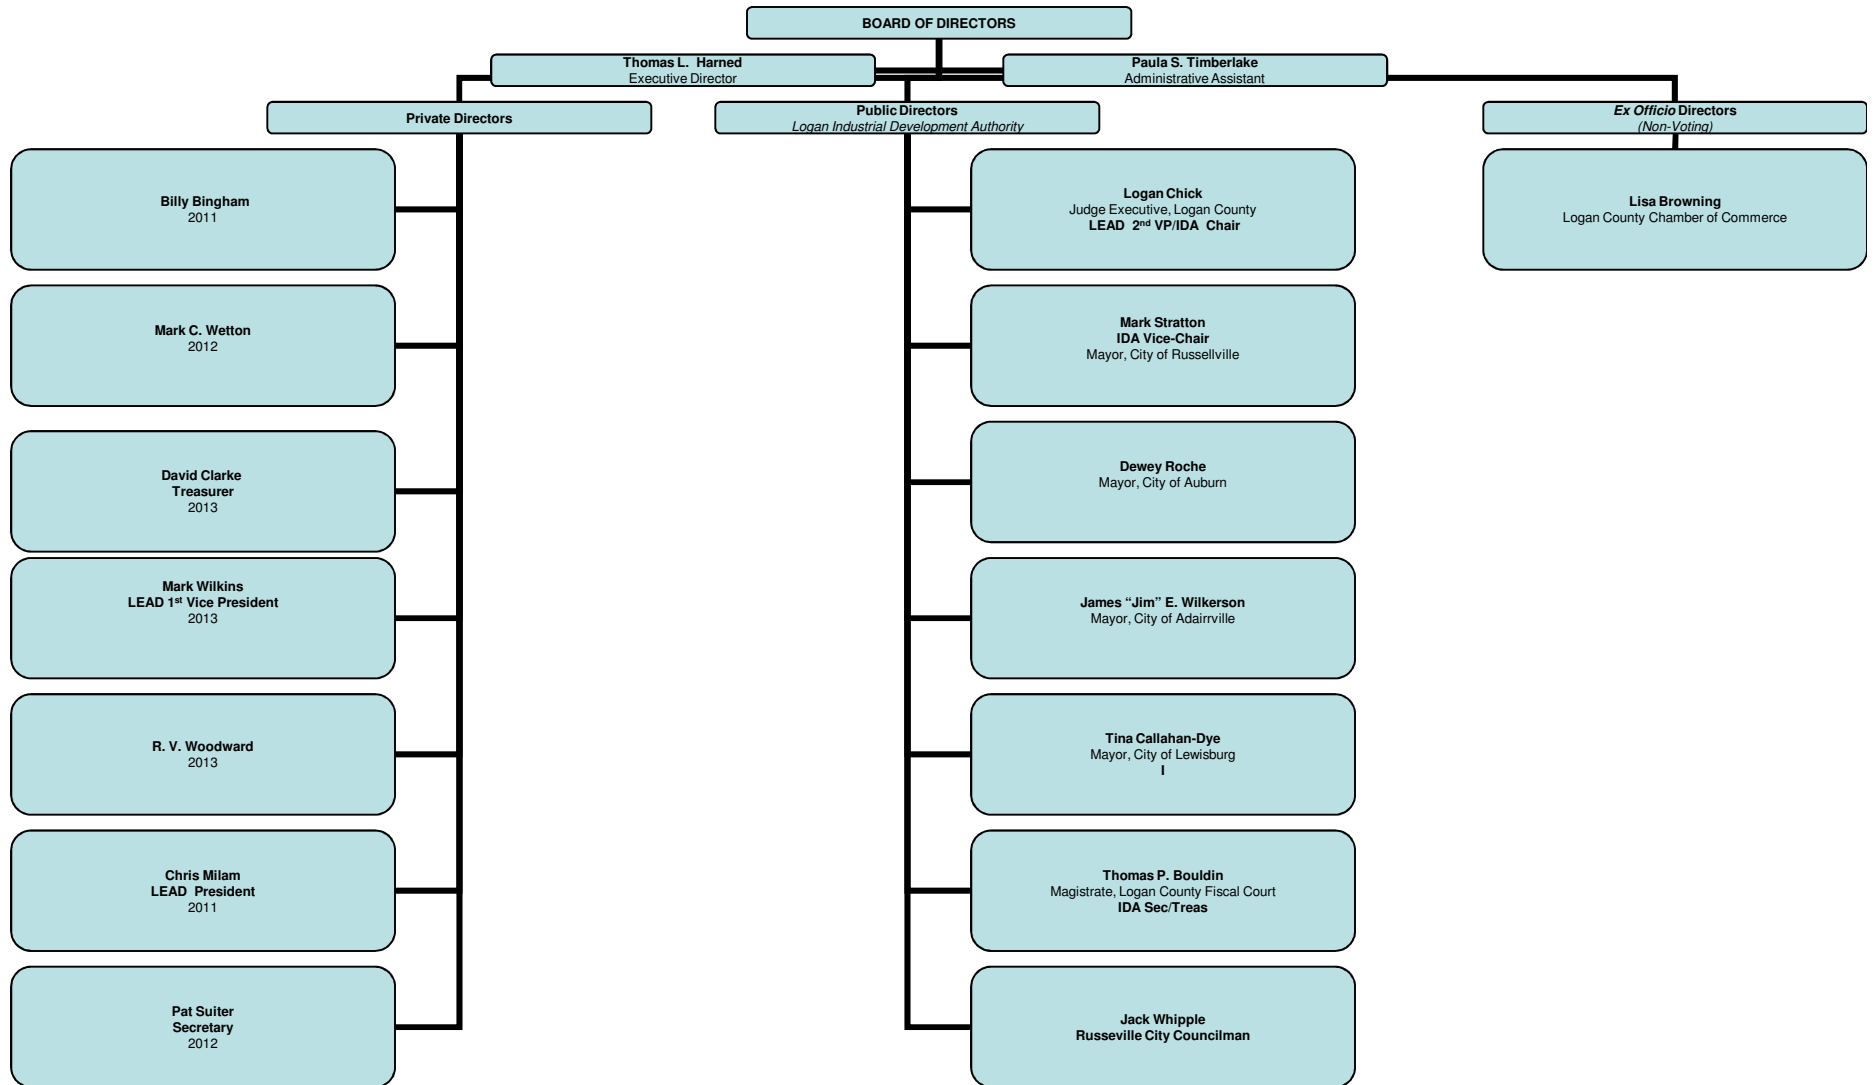 BOARD OF DIRECTORS
Thomas L. Harned
Executive Director
Paula S. Timberlake
Administrative Assistant
Private Directors
Public Directors
Logan Industrial Development Authority
Ex Officio Directors
(Non-Voting)
Billy Bingham
2011
Mark C. Wetton
2012
David Clarke
Treasurer
2013
Mark Wilkins
LEAD 1st Vice President
2013
R. V. Woodward
2013
Chris Milam
LEAD President
2011
Pat Suiter
Secretary
2012
Logan Chick
Judge Executive, Logan County
LEAD 2nd VP/IDA Chair
Mark Stratton
IDA Vice-Chair
Mayor, City of Russellville
Dewey Roche
Mayor, City of Auburn
James “Jim” E. Wilkerson
Mayor, City of Adairrville
Tina Callahan-Dye
Mayor, City of Lewisburg
I
Thomas P. Bouldin
Magistrate, Logan County Fiscal Court
IDA Sec/Treas
Jack Whipple
Russeville City Councilman
Lisa Browning
Logan County Chamber of Commerce